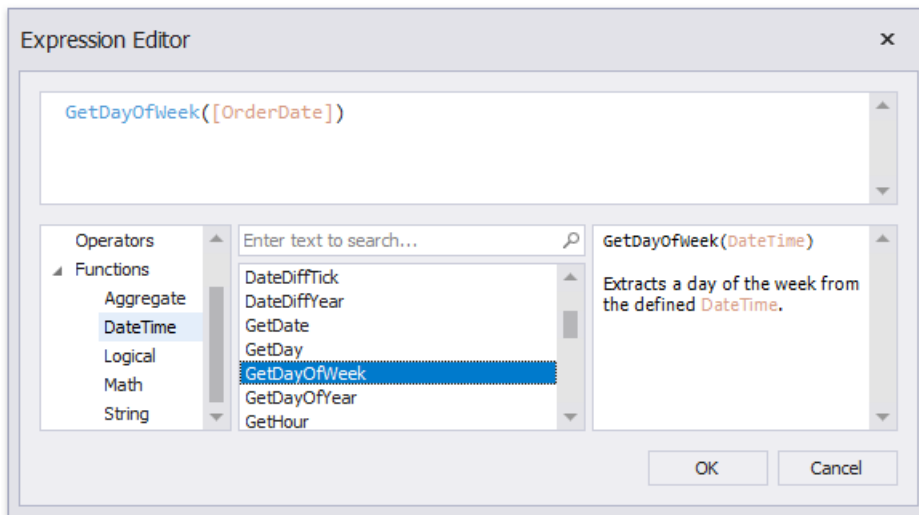 Expression Editor
GetDayOfWeek([OrderDate])
Operators
Functions
Aggregate
DateTime
Logical
Math
String
Enter text to search...
DateDiffTick
DateDiffYear
GetDate
GetDay
GetDayOfWeek
GetDayOfYear
GetHour
GetDayOfWeek(DateTime)
Extracts a day of the week from
the defined DateTime.
OK
Cancel